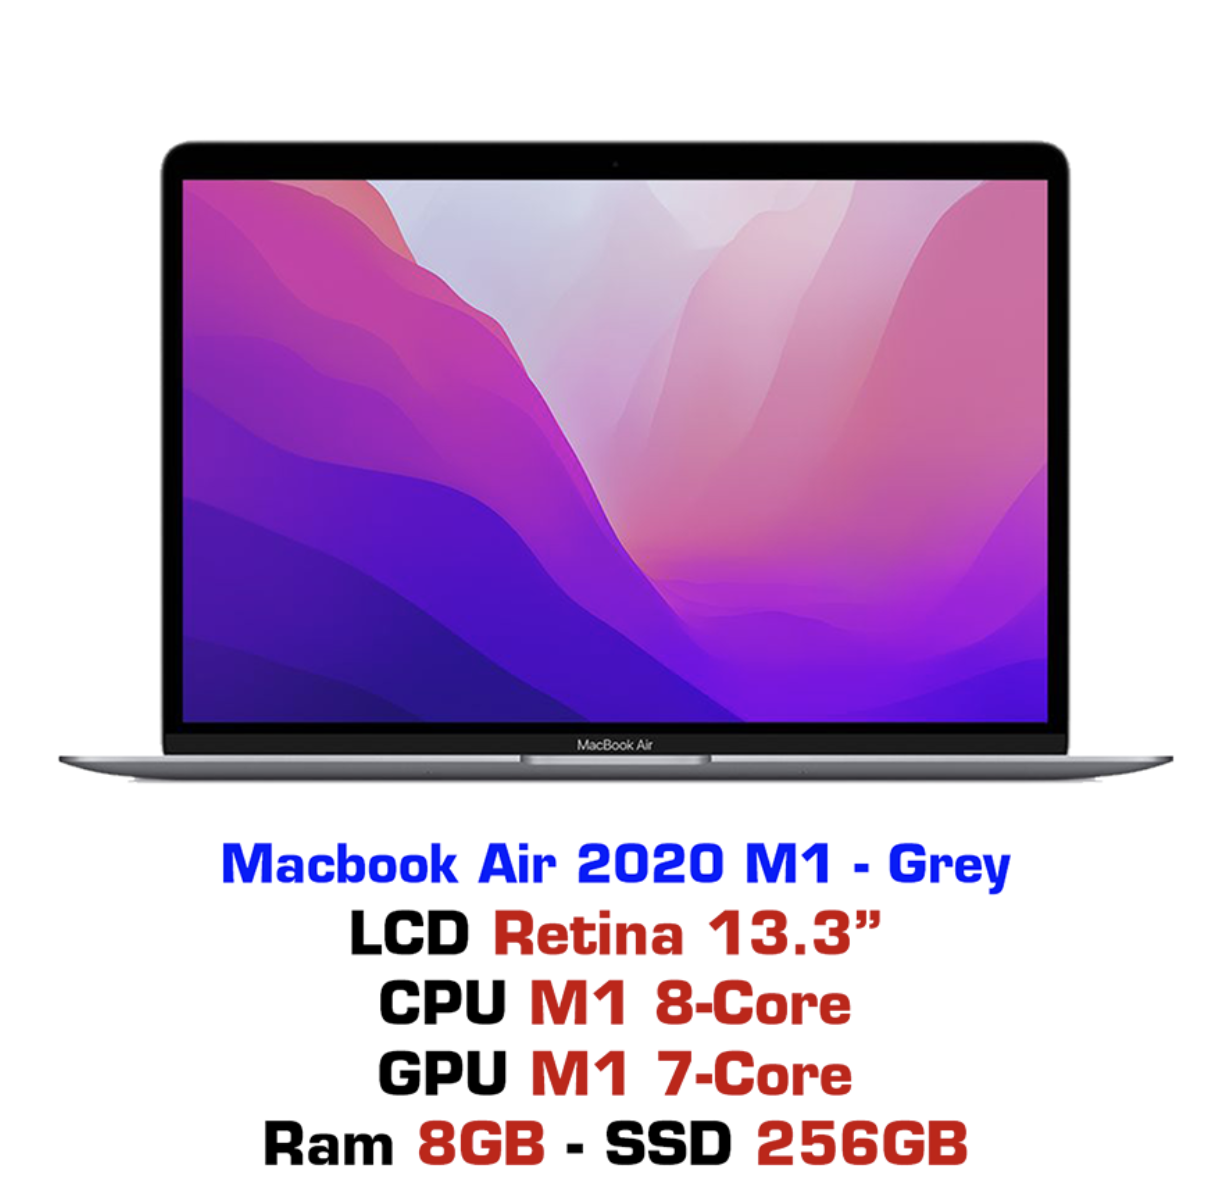 MacBook Air
Macbook Air 2020 M1 - Grey
LCD Retina 13.3”
CPU M1 8-Core
GPU M1 7-Core
Ram 8GB - SSD 256GB